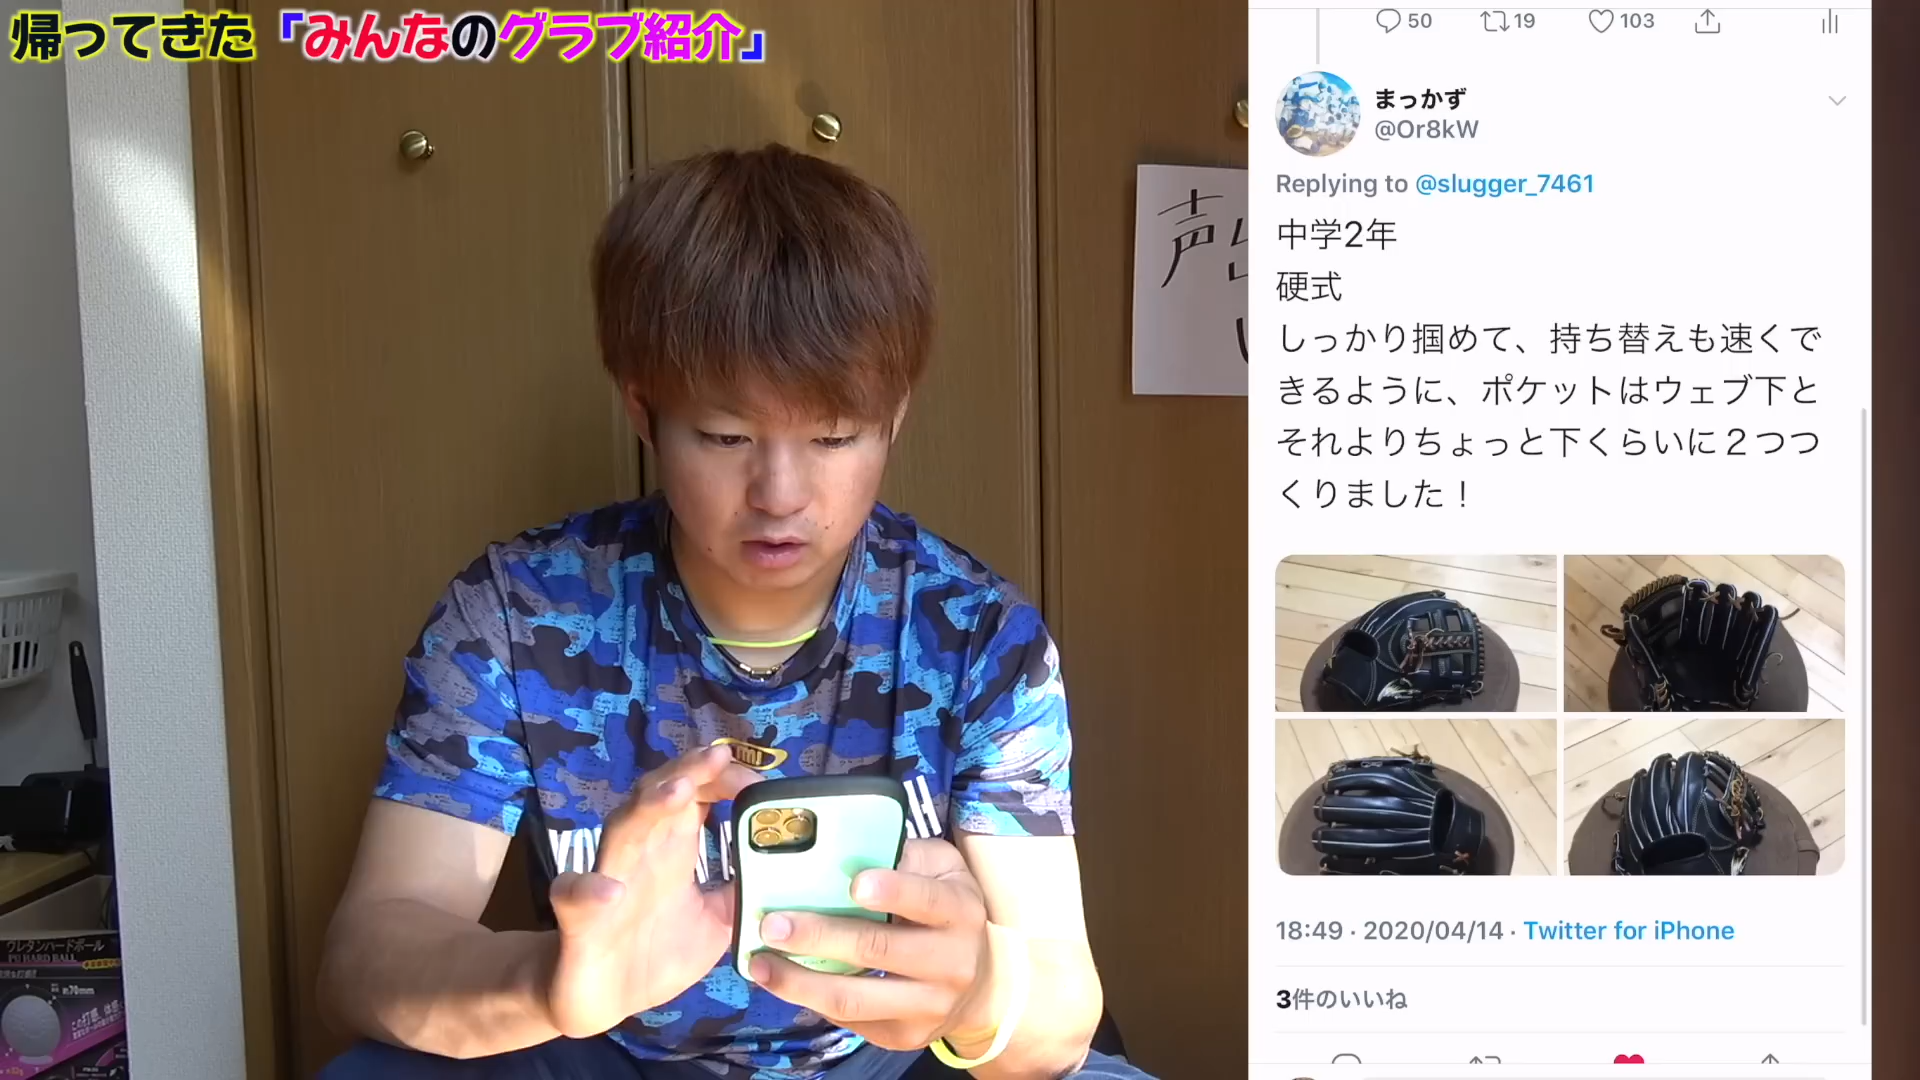 帰ってきた「みんなのグラブ紹介」
50 19 103
まっかず
@Or8kW
Replying to @slugger_7461
中学2年
硬式
しっかり掴めて、持ち替えも速くで
きるように、ポケットはウェブ下と
それよりちょっと下くらいに２つつ
くりました！
18:49 · 2020/04/14 · Twitter for iPhone
3件のいいね
声
ウレタンハードボール
PU HARD BALL
約70mm